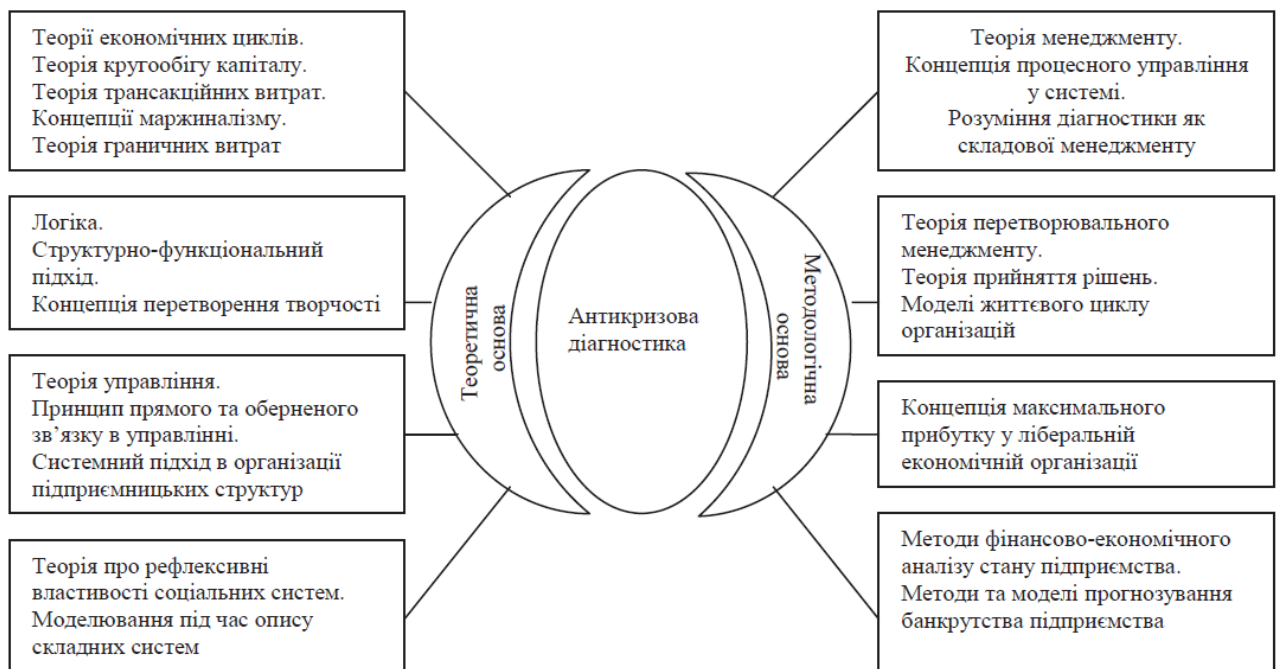 Теорії економічних циклів.
Теорія кругообігу капіталу.
Теорія трансакційних витрат.
Концепції маржиналізму.
Теорія граничних витрат
Логіка.
Структурно-функціональний
підхід.
Концепція перетворення творчості
Теорія управління.
Принцип прямого та оберненого
зв’язку в управлінні.
Системний підхід в організації
підприємницьких структур
Теорія про рефлексивні
властивості соціальних систем.
Моделювання під час опису
складних систем
Теоретична
основа
Антикризова
діагностика
Методологічна
основа
Теорія менеджменту.
Концепція процесного управління
у системі.
Розуміння діагностики як
складової менеджменту
Теорія перетворювального
менеджменту.
Теорія прийняття рішень.
Моделі життєвого циклу
організацій
Концепція максимального
прибутку у ліберальній
економічній організації
Методи фінансово-економічного
аналізу стану підприємства.
Методи та моделі прогнозування
банкрутства підприємства